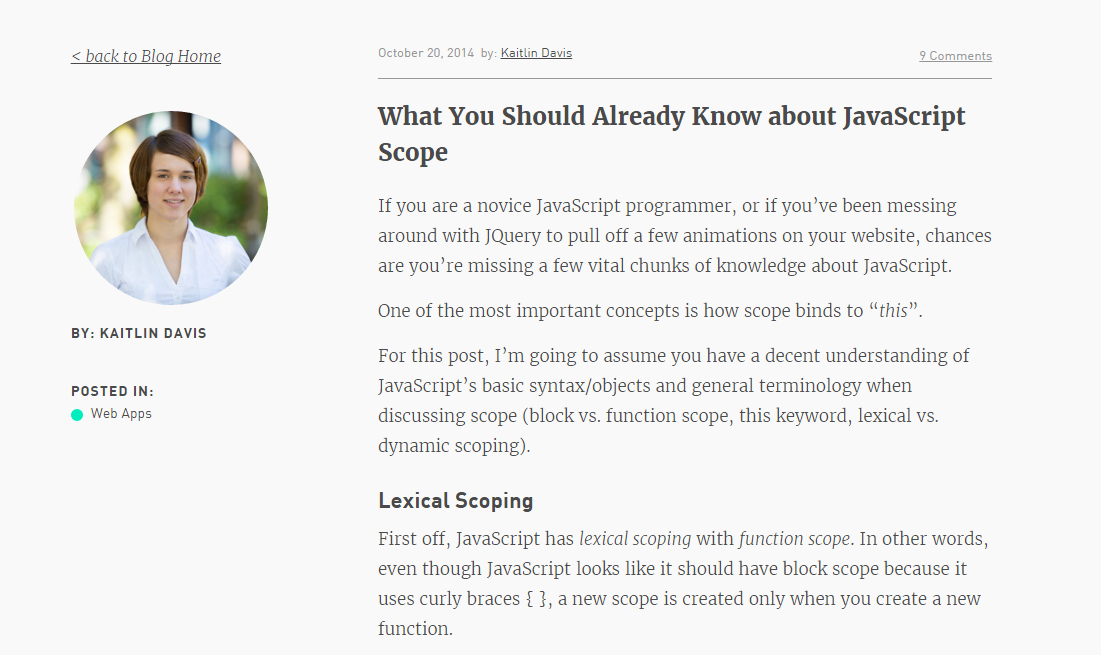 < back to Blog Home
October 20, 2014 by: Kaitlin Davis
9 Comments
What You Should Already Know about JavaScript
Scope
If you are a novice JavaScript programmer, or if you’ve been messing
around with JQuery to pull off a few animations on your website, chances
are you’re missing a few vital chunks of knowledge about JavaScript.
One of the most important concepts is how scope binds to “this”.
For this post, I’m going to assume you have a decent understanding of
JavaScript’s basic syntax/objects and general terminology when
discussing scope (block vs. function scope, this keyword, lexical vs.
dynamic scoping).
Lexical Scoping
First off, JavaScript has lexical scoping with function scope. In other words,
even though JavaScript looks like it should have block scope because it
uses curly braces { }, a new scope is created only when you create a new
function.
BY: KAITLIN DAVIS
POSTED IN:
Web Apps